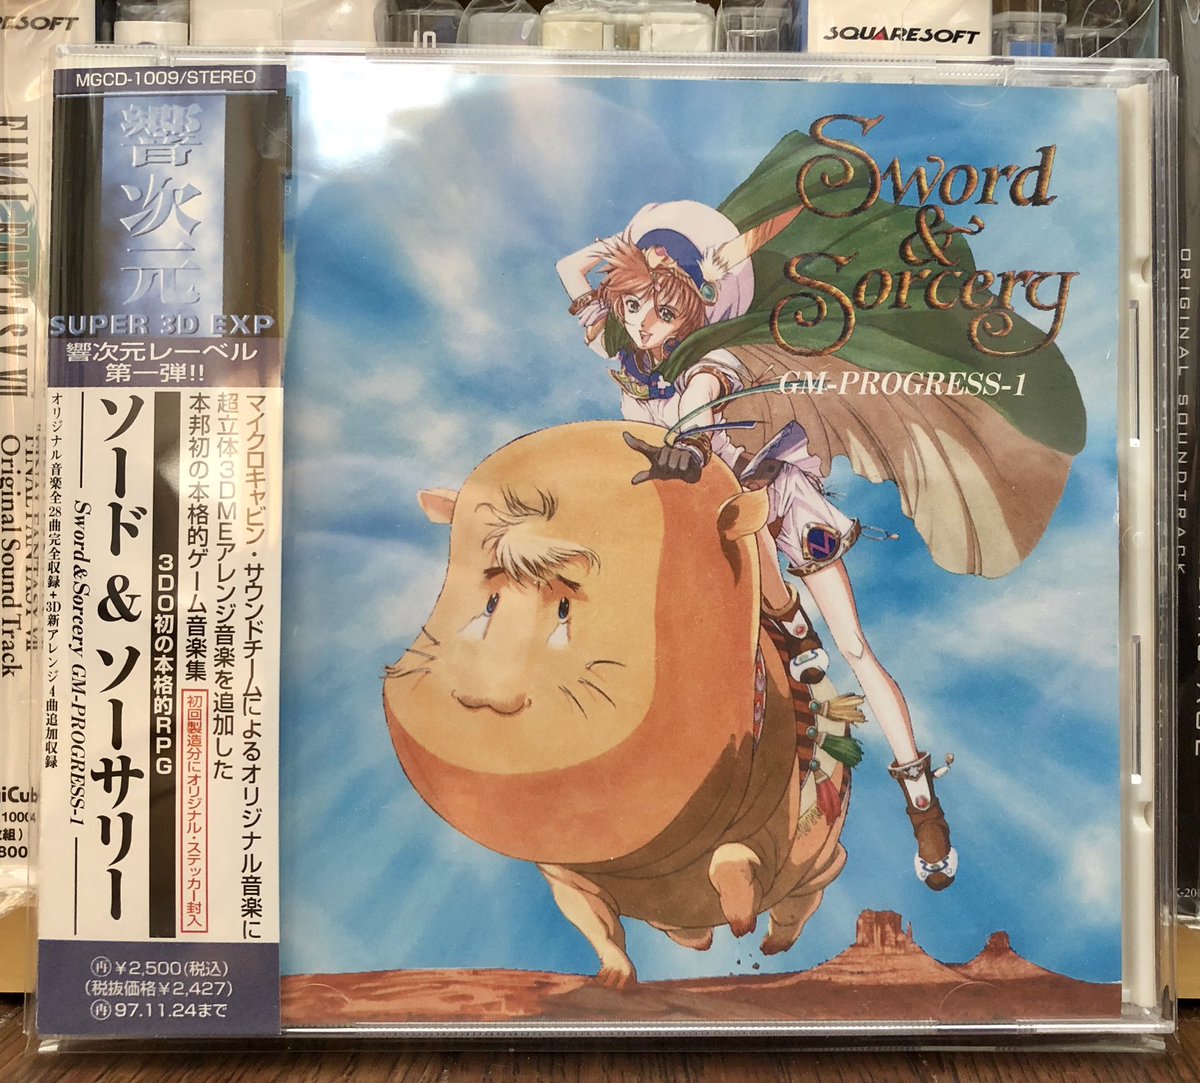 RESOFT
SQUARESOFT
MGCD-1009/STEREO
響次元
SUPER 3D EXP
響次元レーベル
第一弾!!
マイクロキャビン・サウンドチームによるオリジナル音楽に
超立体3DMEアレンジ音楽を追加した
本邦初の本格的ゲーム音楽集
初回製造分にオリジナル・ステッカー封入
3DO初の本格的RPG
ソード&ソーサリー
Sword&Sorcery GM-PROGRESS-1
オリジナル音楽全28曲完全収録+3D新アレンジ4曲追加収録
再¥2,500(税込)
(税抜価格¥2,427)
再97.11.24まで
Sword
&
Sorcery
GM-PROGRESS-1
FINAL FANTASY VII
FINAL FANTASY VII
Original Sound Track
iCub
1000
組)
800
ORIGINAL SOUNDTRACK